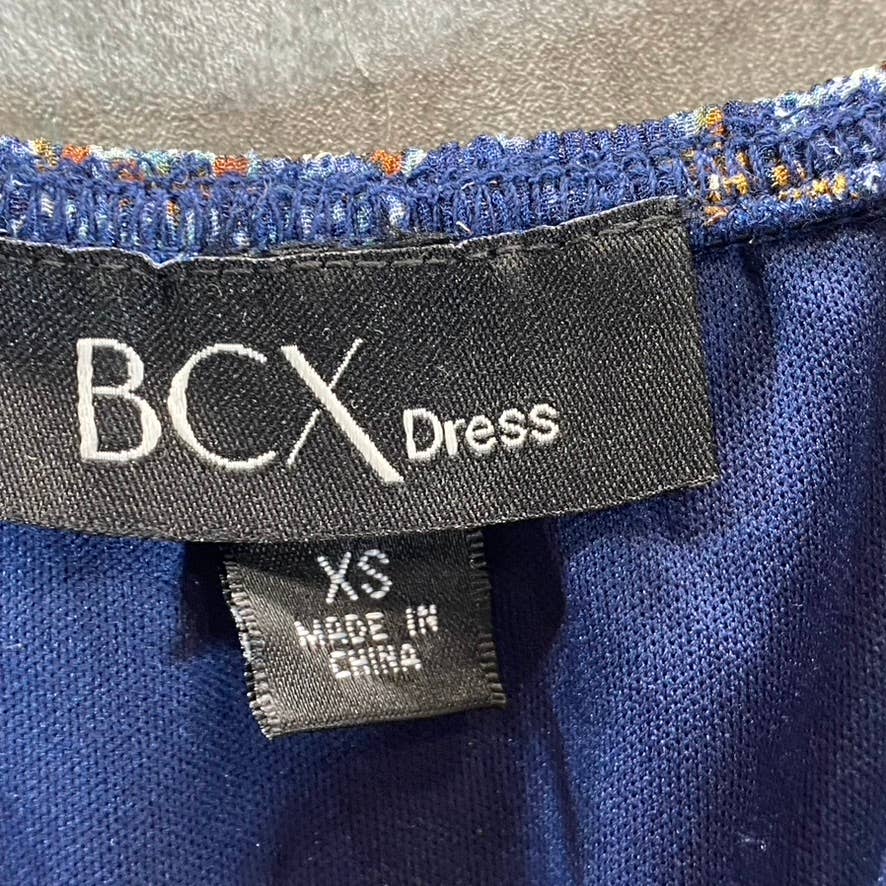 BCX Dress
XS
MADE IN
CHINA